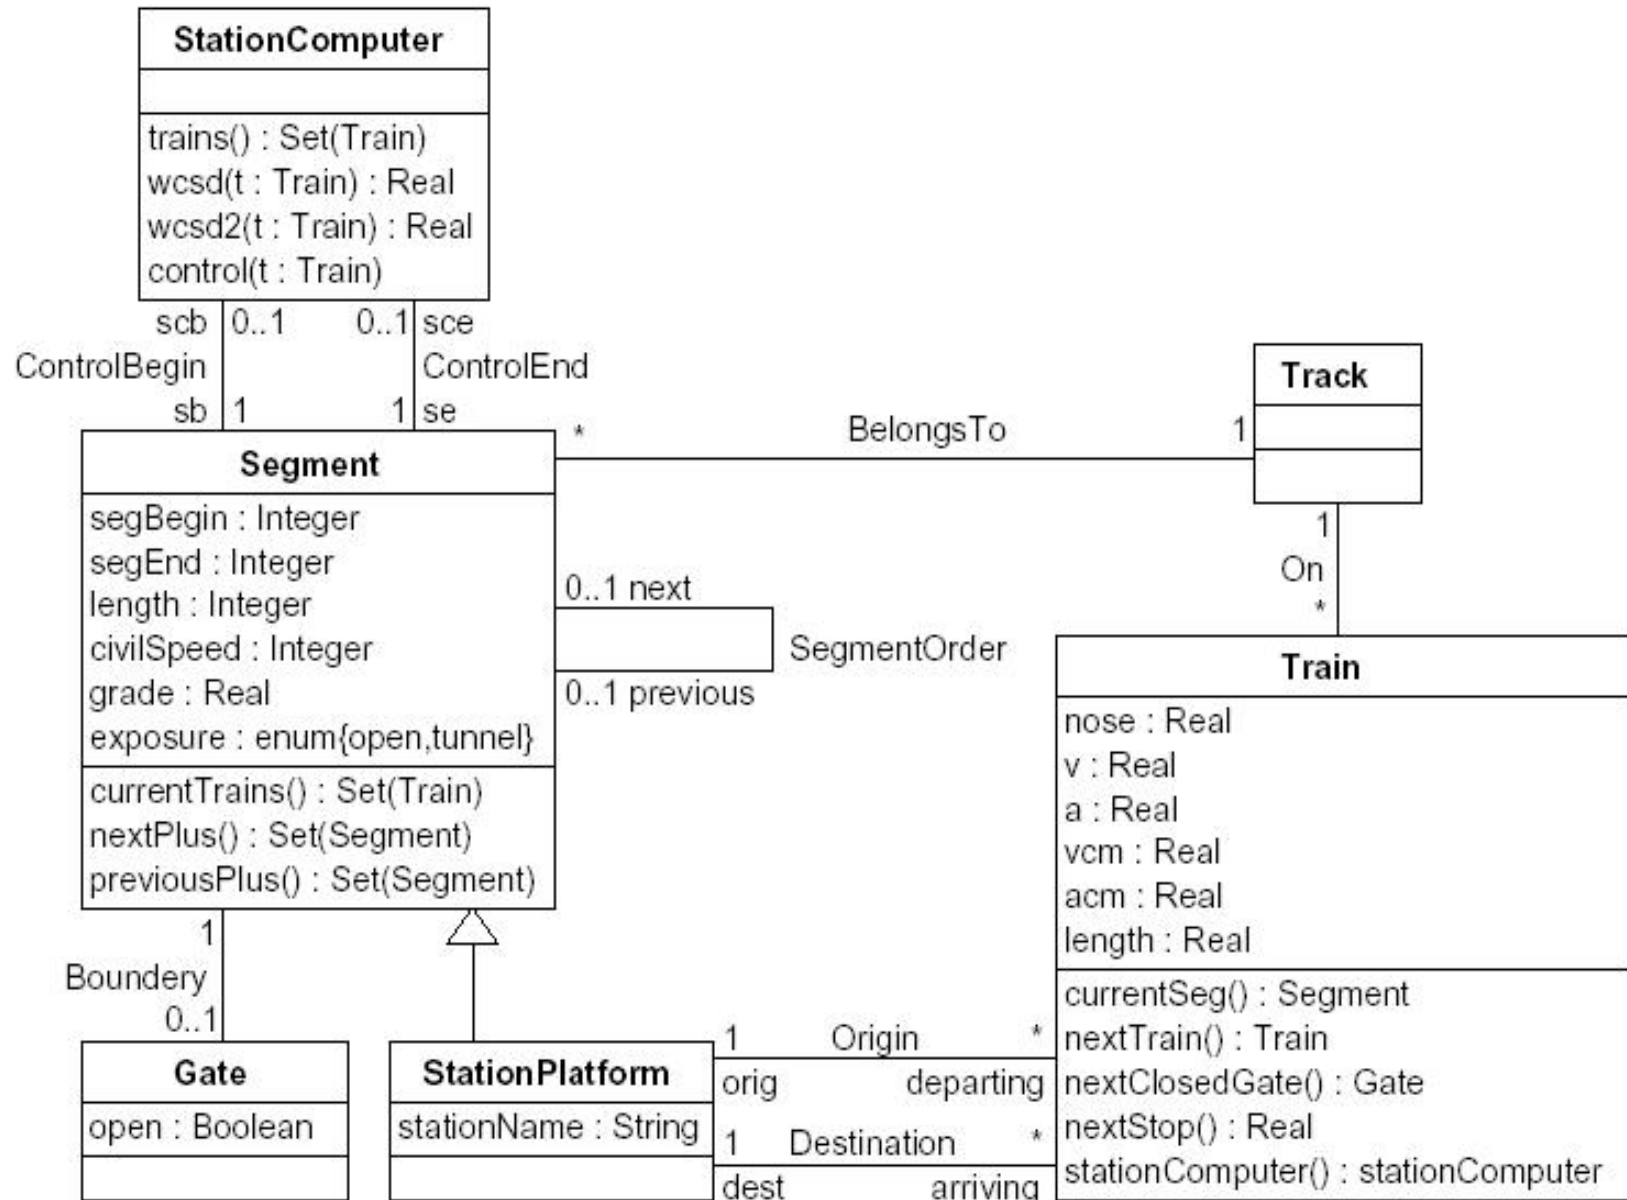 StationComputer
trains() : Set(Train)
wcsd(t : Train) : Real
wcsd2(t : Train) : Real
control(t : Train)
scb 0..1 0..1 sce
ControlBegin ControlEnd
sb 1 1 se
Track
* BelongsTo 1
Segment
segBegin : Integer
segEnd : Integer
length : Integer
civilSpeed : Integer
grade : Real
exposure : enum{open,tunnel}
currentTrains() : Set(Train)
nextPlus() : Set(Segment)
previousPlus() : Set(Segment)
0..1 next
SegmentOrder
0..1 previous
1
On
*
Train
nose : Real
v : Real
a : Real
vcm : Real
acm : Real
length : Real
currentSeg() : Segment
nextTrain() : Train
nextClosedGate() : Gate
nextStop() : Real
stationComputer() : stationComputer
1
Boundery
0..1
Gate
open : Boolean
StationPlatform
stationName : String
1 Origin *
orig departing
1 Destination *
dest arriving